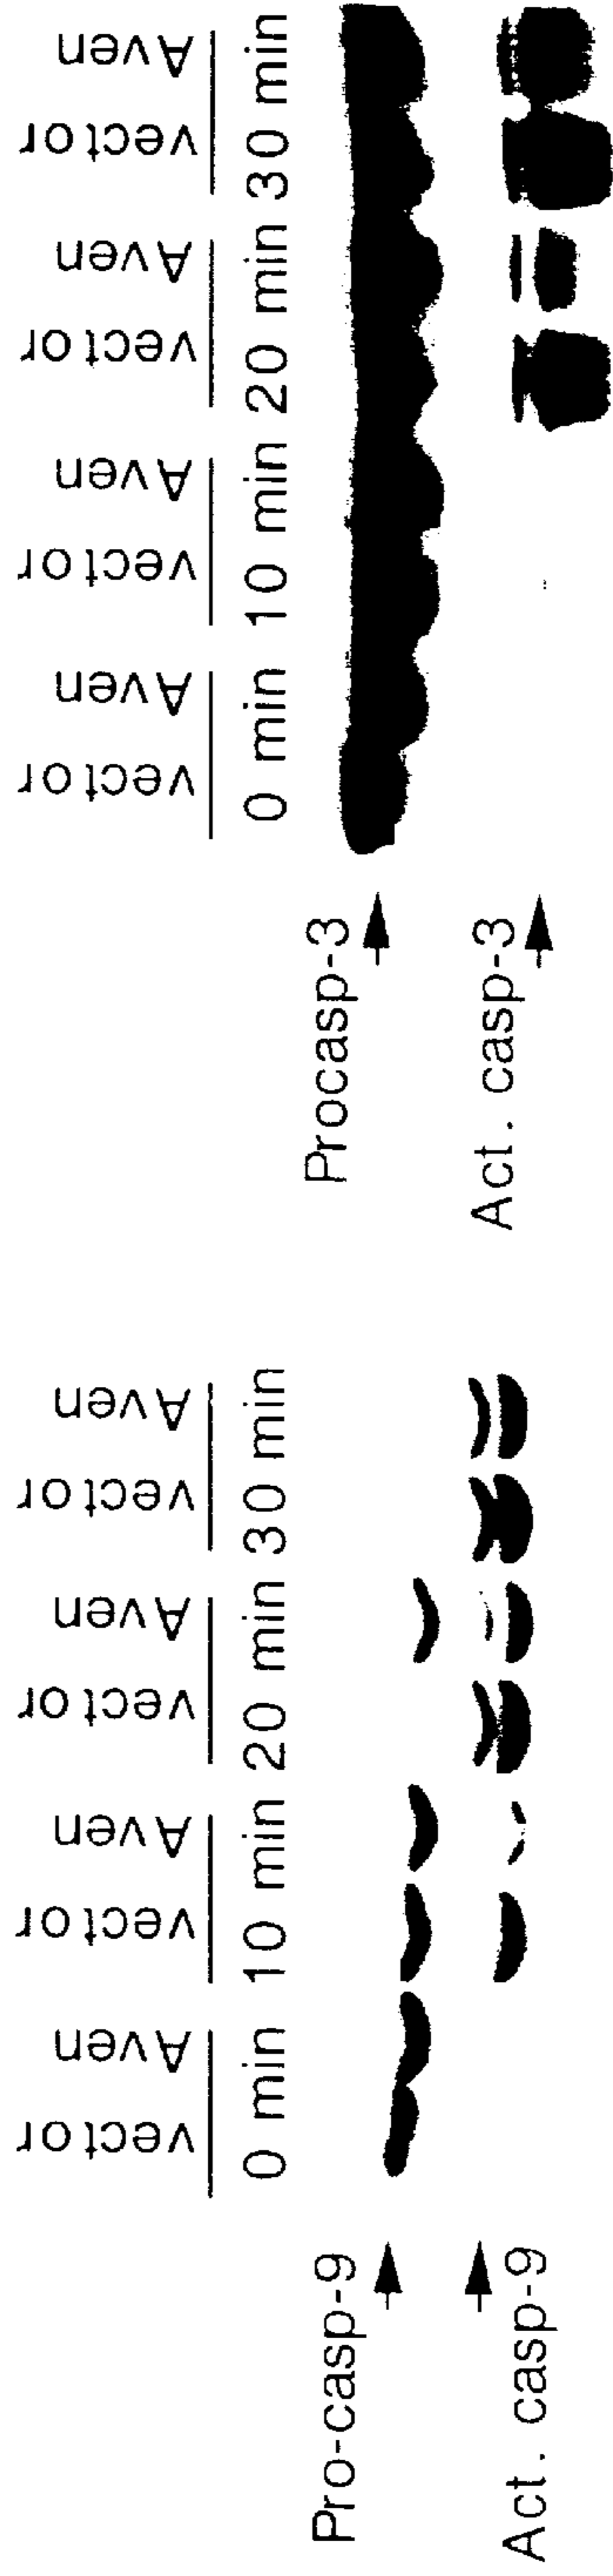 vector Aven vector Aven vector Aven vector Aven
0 min 10 min 20 min 30 min
Pro-casp-9
Act. casp-9
vector Aven vector Aven vector Aven vector Aven
0 min 10 min 20 min 30 min
Procasp-3
Act. casp-3